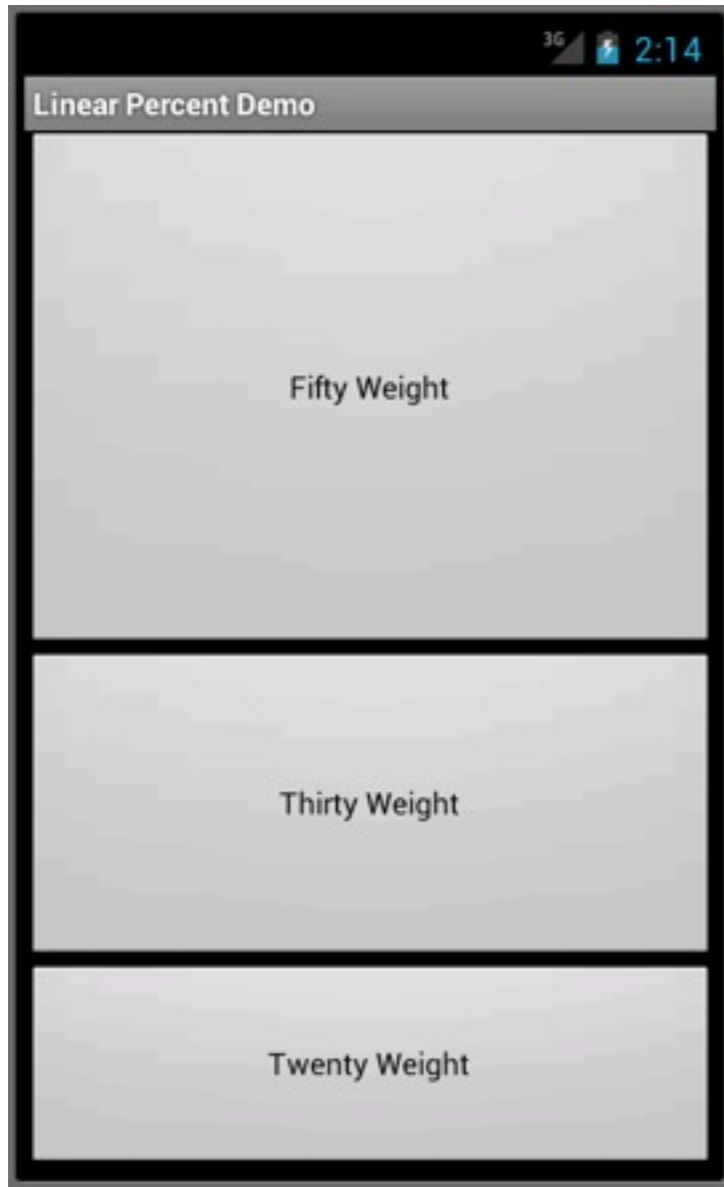 3G 2:14
Linear Percent Demo
Fifty Weight
Thirty Weight
Twenty Weight